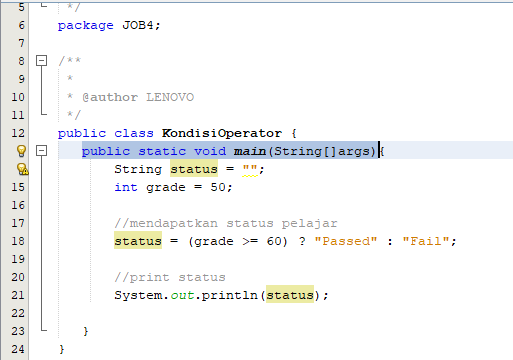 5 */
6 package JOB4;
7
8 /**
9 *
10 * @author LENOVO
11 */
12 public class KondisiOperator {
public static void main(String[]args){
String status = "";
15 int grade = 50;
16
17 //mendapatkan status pelajar
18 status = (grade >= 60) ? "Passed" : "Fail";
19
20 //print status
21 System.out.println(status);
22
23 }
24 }